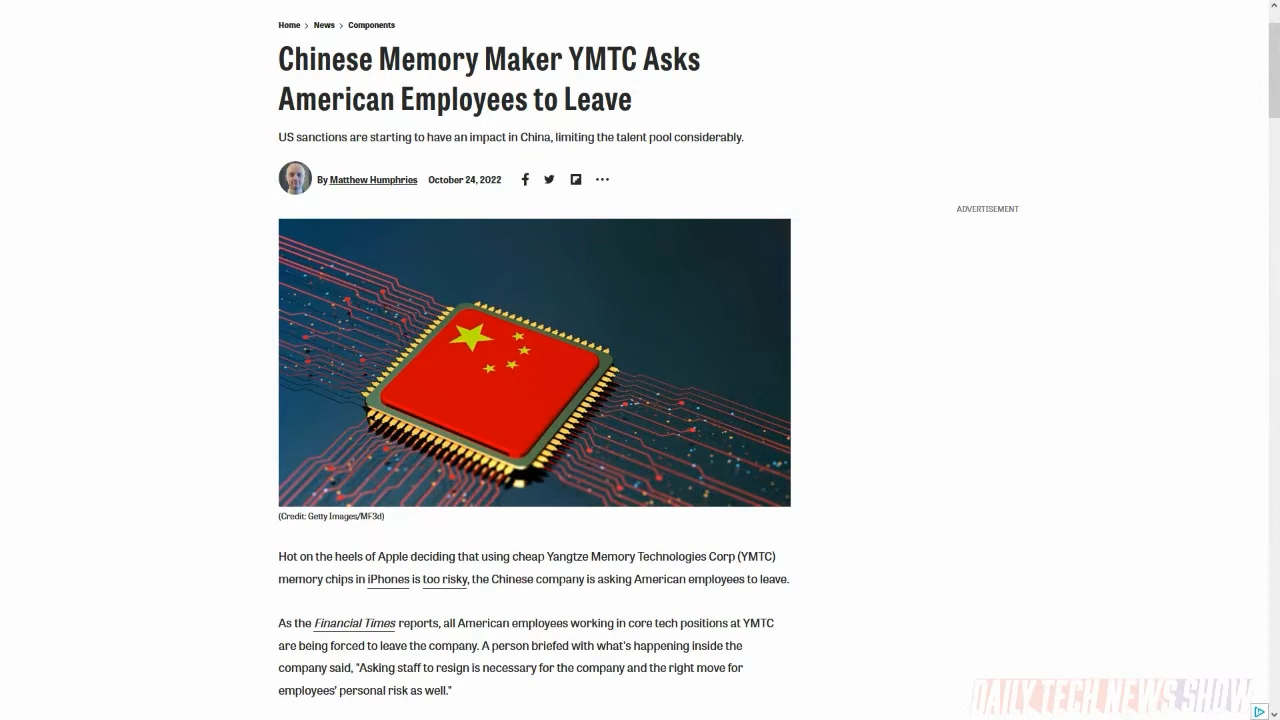 Home > News > Components
Chinese Memory Maker YMTC Asks
American Employees to Leave
US sanctions are starting to have an impact in China, limiting the talent pool considerably.
By Matthew Humphries October 24, 2022
ADVERTISEMENT
(Credit: Getty Images/MF3d)
Hot on the heels of Apple deciding that using cheap Yangtze Memory Technologies Corp (YMTC)
memory chips in iPhones is too risky, the Chinese company is asking American employees to leave.
As the Financial Times reports, all American employees working in core tech positions at YMTC
are being forced to leave the company. A person briefed with what's happening inside the
company said, "Asking staff to resign is necessary for the company and the right move for
employees' personal risk as well."
DAILY TECH NEWS SHOW